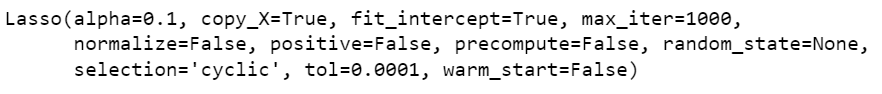 Lasso(alpha=0.1, copy_X=True, fit_intercept=True, max_iter=1000,
      normalize=False, positive=False, precompute=False, random_state=None,
      selection='cyclic', tol=0.0001, warm_start=False)